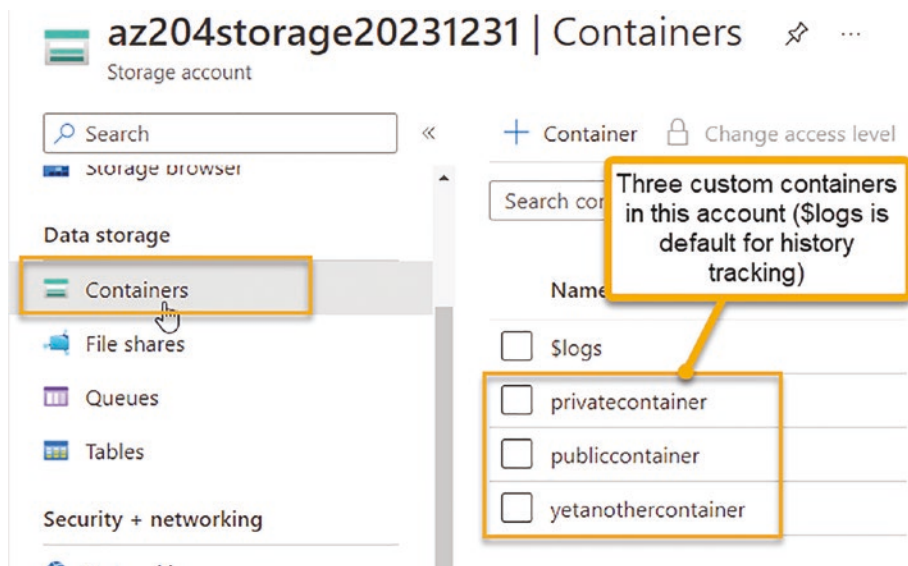 az204storage20231231 | Containers ...
Storage account
Search
«
Storage browser
Data storage
Containers
File shares
Queues
Tables
Security + networking
+ Container
Change access level
Search con
Three custom containers
in this account ($logs is
default for history
tracking)
Name
$logs
privatecontainer
publiccontainer
yetanothercontainer